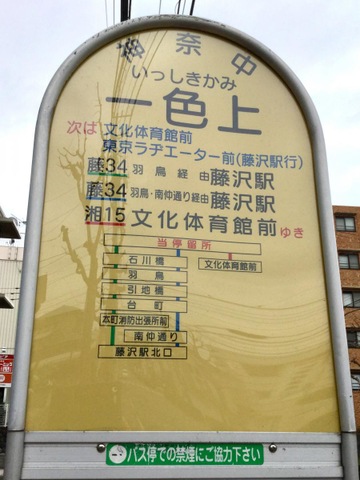 神奈中
いっしきかみ
一色上
次は 文化体育館前
東京ラヂエーター前(藤沢駅行)
藤34 羽鳥経由 藤沢駅
藤34 羽鳥・南仲通り経由 藤沢駅
湘15 文化体育館前 ゆき
当停留所
石川橋 文化体育館前
羽鳥
引地橋
台町
本町消防出張所前
南仲通り
藤沢駅北口
バス停での禁煙にご協力下さい